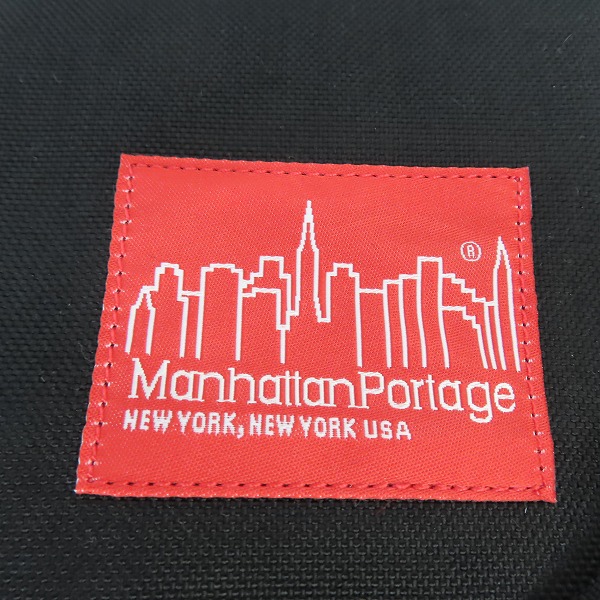 ®
ManhattanPortage
NEW YORK, NEW YORK USA